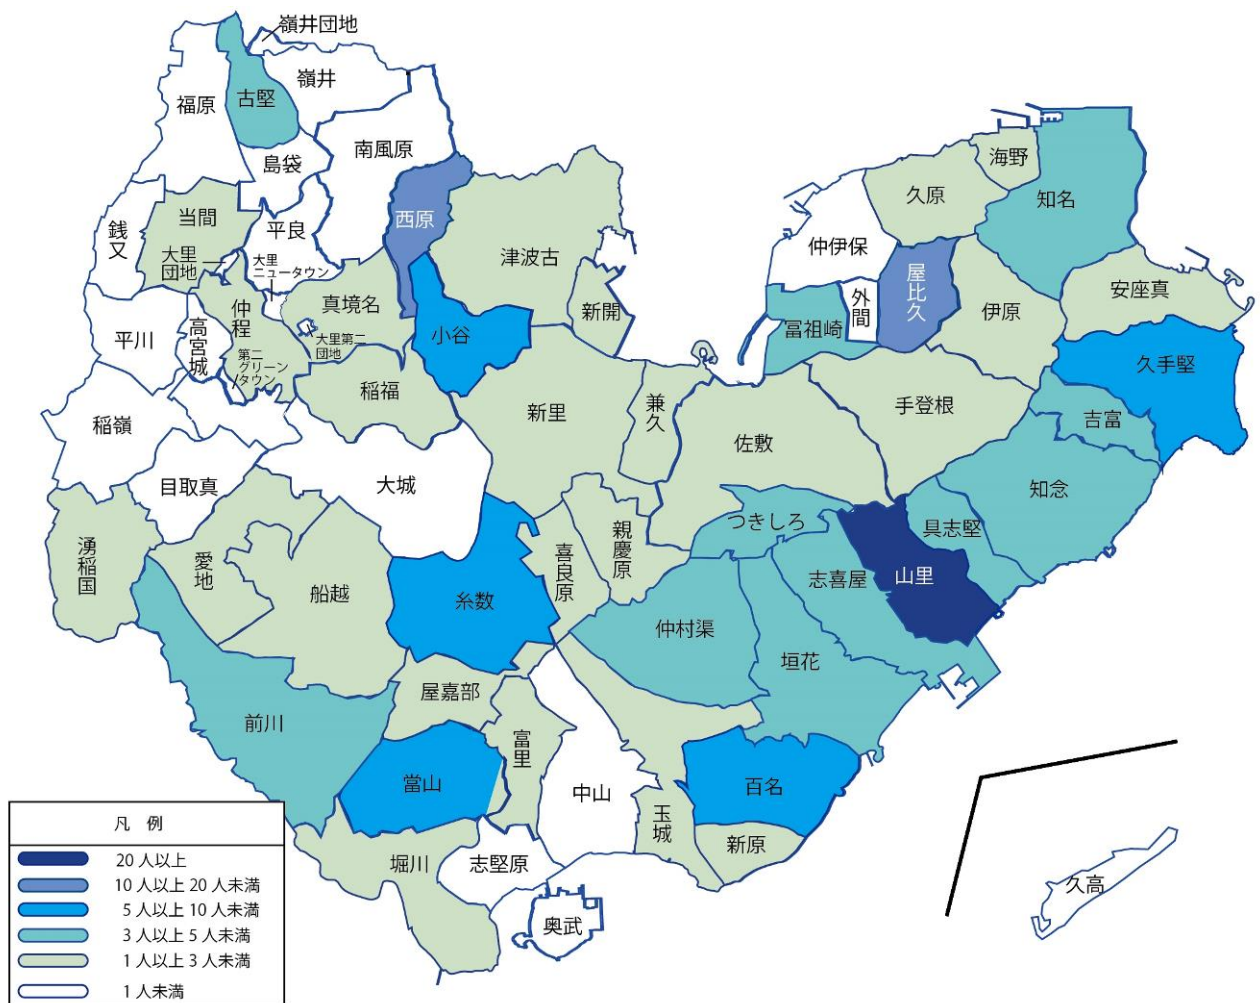 嶺井団地
嶺井
福原
古堅
島袋
南風原
海野
久原
知名
西原
当間
平良
銭又
大里
団地
大里
ニュータウン
津波古
仲伊保
屋比久
外間
安座真
伊原
新開
冨祖崎
真境名
仲程
小谷
高宮城
平川
大里第二
団地
第二
グリーン
タウン
久手堅
稲福
手登根
吉富
新里
兼久
稲嶺
佐敷
目取真
大城
知念
つきしろ
具志堅
湧稲国
愛地
喜良原
親慶原
志喜屋
山里
船越
糸数
仲村渠
垣花
屋嘉部
前川
富里
當山
中山
百名
玉城
新原
堀川
志堅原
奥武
久高
凡 例
20 人以上
10 人以上 20 人未満
5 人以上 10 人未満
3 人以上 5 人未満
1 人以上 3 人未満
1 人未満